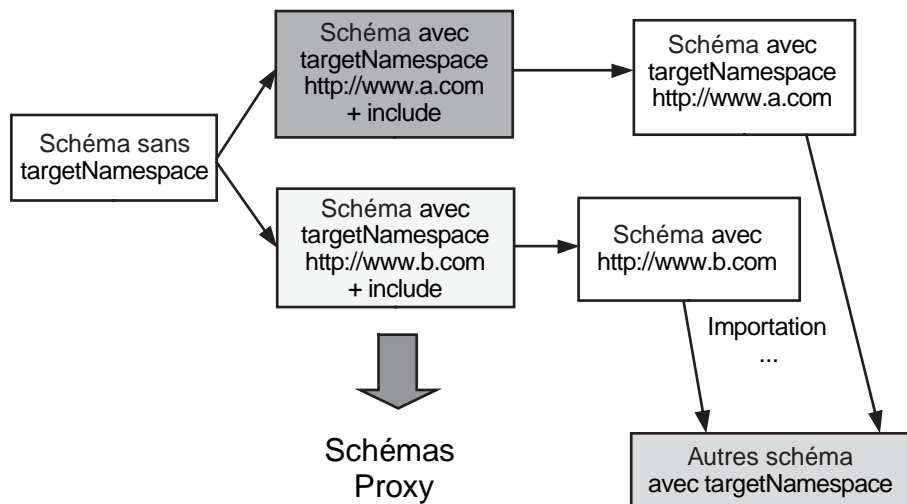 Schéma sans
targetNamespace
Schéma avec
targetNamespace
http://www.a.com
+ include
Schéma avec
targetNamespace
http://www.a.com
Schéma avec
targetNamespace
http://www.b.com
+ include
Schéma avec
http://www.b.com
Importation
...
Schémas
Proxy
Autres schéma
avec targetNamespace